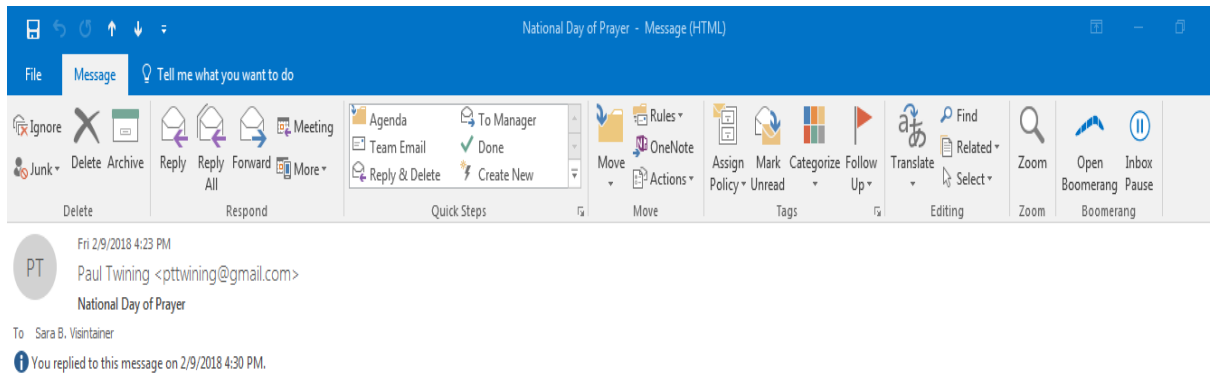 National Day of Prayer - Message (HTML)
File Message Tell me what you want to do
Ignore
Junk
Delete Archive
Delete
Reply Reply All Forward
Meeting
More
Respond
Agenda To Manager
Team Email Done
Reply & Delete Create New
Quick Steps
Move
Rules
OneNote
Actions
Move
Assign Policy Mark Unread Categorize Follow Up
Tags
Translate
Find
Related
Select
Editing
Zoom
Zoom
Open Boomerang Inbox Pause
Boomerang
PT
Fri 2/9/2018 4:23 PM
Paul Twining <pttwining@gmail.com>
National Day of Prayer
To Sara B. Visintainer
You replied to this message on 2/9/2018 4:30 PM.